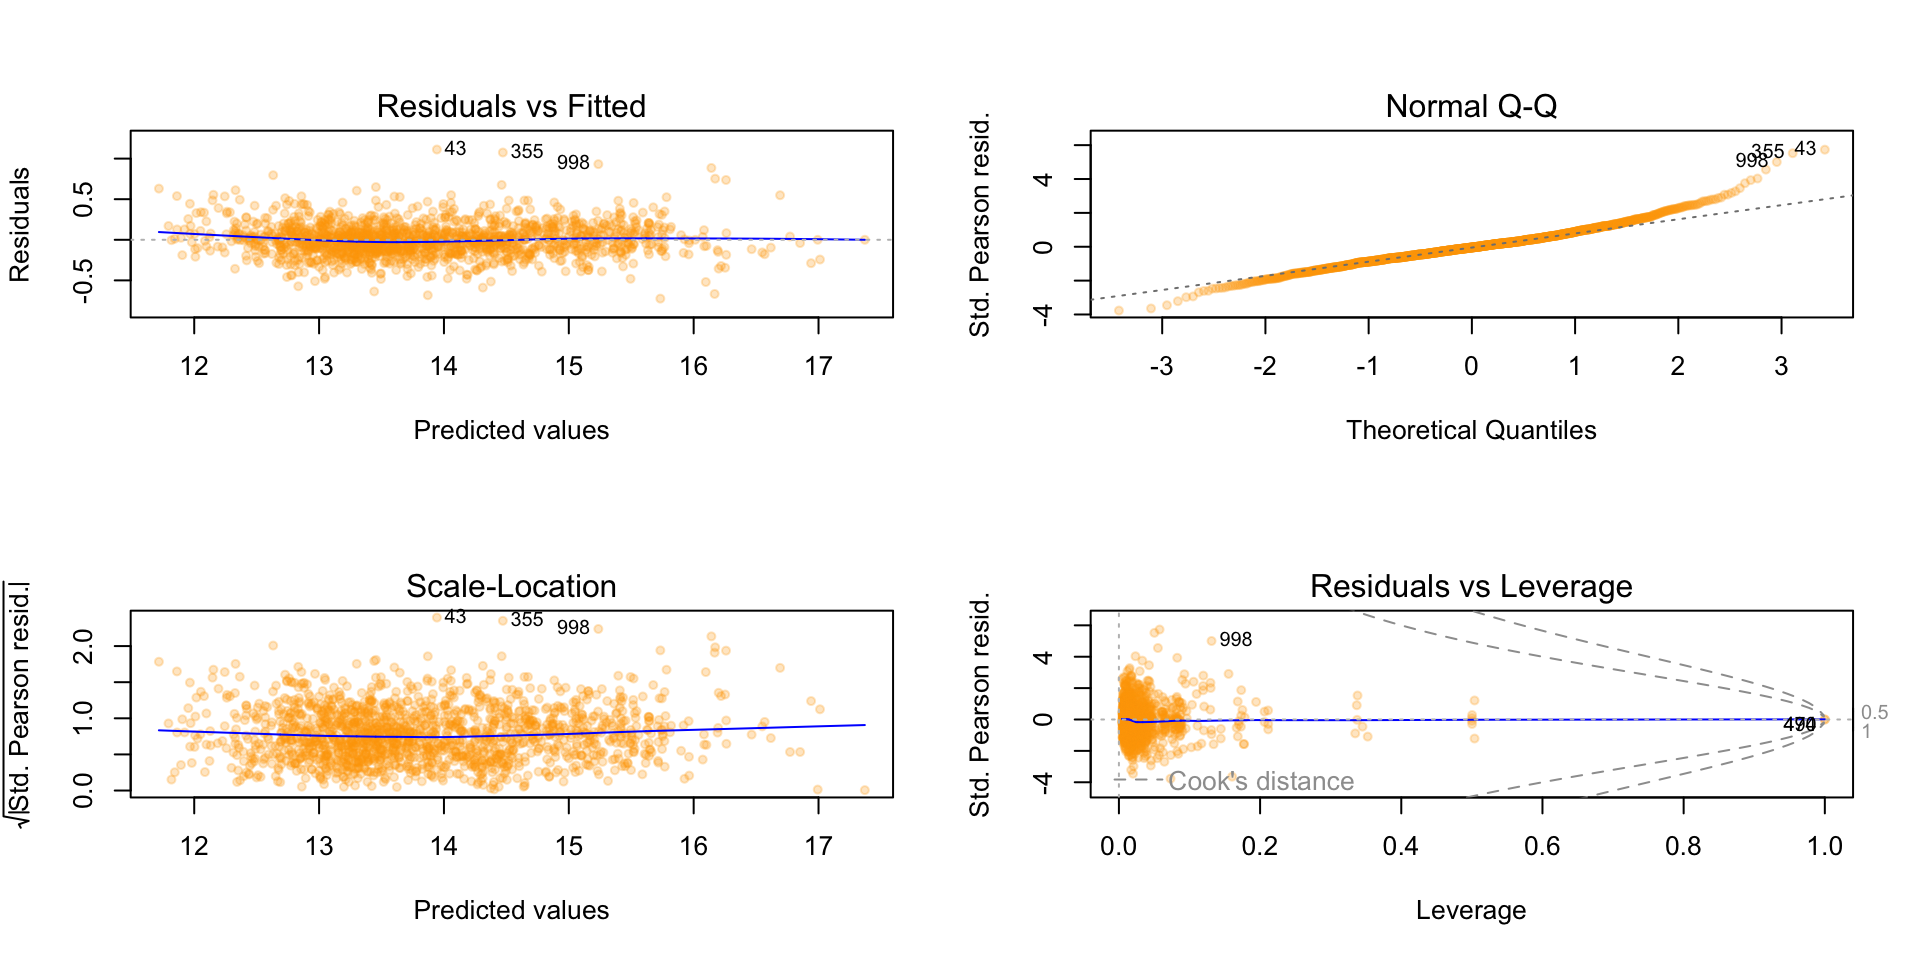 Residuals vs Fitted
Residuals
0.5
-0.5
43
355
998
12 13 14 15 16 17
Predicted values
Normal Q-Q
Std. Pearson resid.
4
0
-4
998
355
43
-3 -2 -1 0 1 2 3
Theoretical Quantiles
Scale-Location
√|Std. Pearson resid.|
2.0
1.0
0.0
43
355
998
12 13 14 15 16 17
Predicted values
Residuals vs Leverage
Std. Pearson resid.
4
0
-4
998
0.5
1
Cook's distance
0.0 0.2 0.4 0.6 0.8 1.0
Leverage